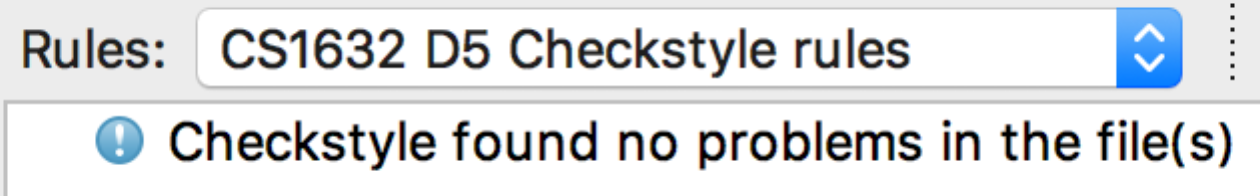 Rules: CS1632 D5 Checkstyle rules
Checkstyle found no problems in the file(s)